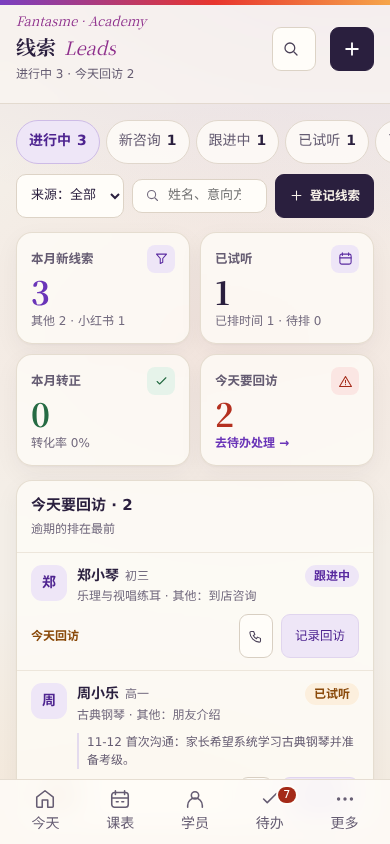 Fantasme · Academy
线索 Leads
进行中 3 · 今天回访 2
进行中 3
新咨询 1
跟进中 1
已试听 1
来源：全部
姓名、意向方
登记线索
本月新线索
3
其他 2 · 小红书 1
已试听
1
已排时间 1 · 待排 0
本月转正
0
转化率 0%
今天要回访
2
去待办处理 →
今天要回访 · 2
逾期的排在最前
郑
郑小琴 初三
跟进中
乐理与视唱练耳 · 其他：到店咨询
今天回访
记录回访
周
周小乐 高一
已试听
古典钢琴 · 其他：朋友介绍
11-12 首次沟通：家长希望系统学习古典钢琴并准
备考级。
今天
课表
学员
待办
7
更多